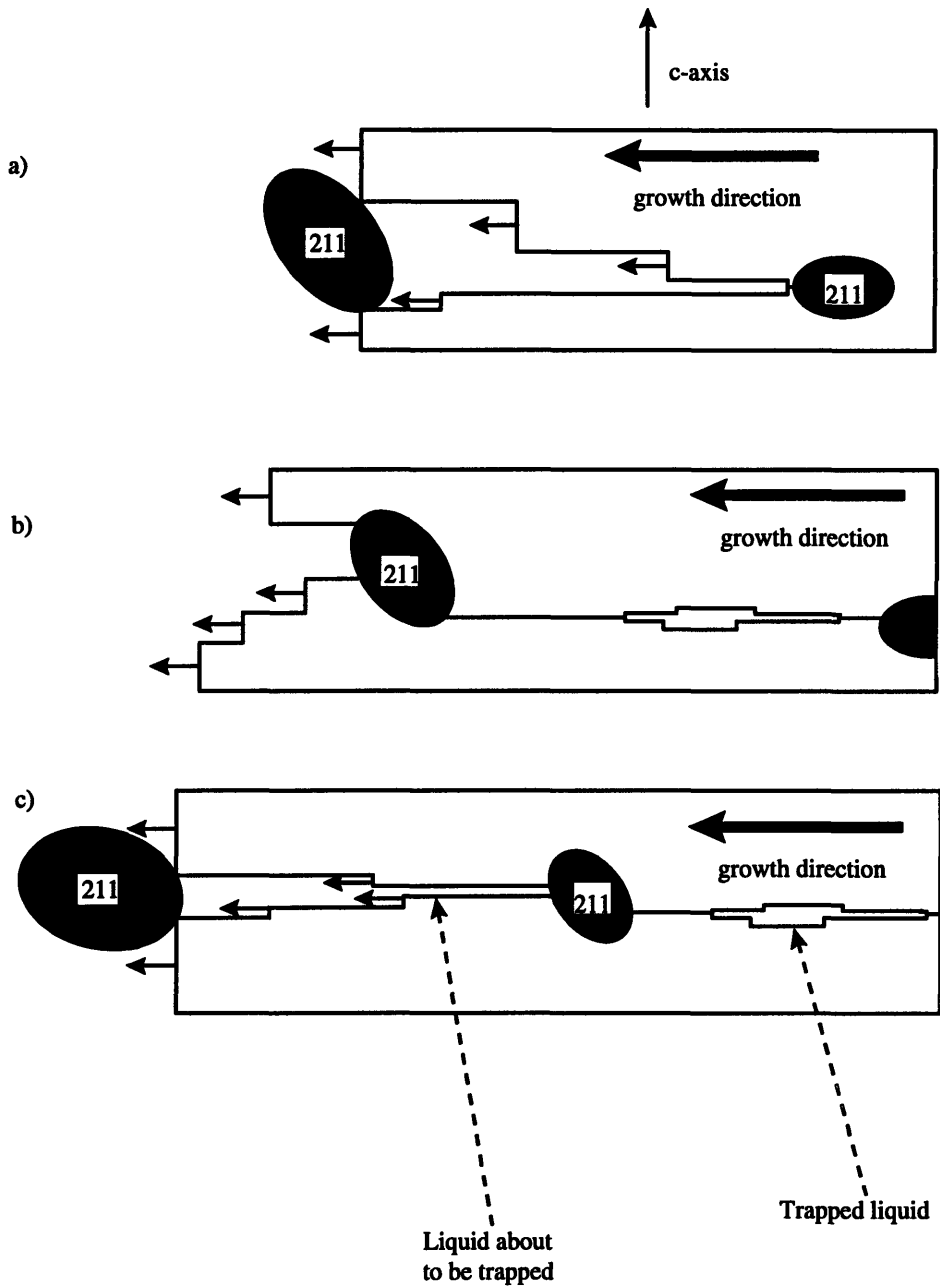 c-axis
a)
growth direction
211
211
b)
growth direction
211
c)
growth direction
211
211
Trapped liquid
Liquid about
to be trapped